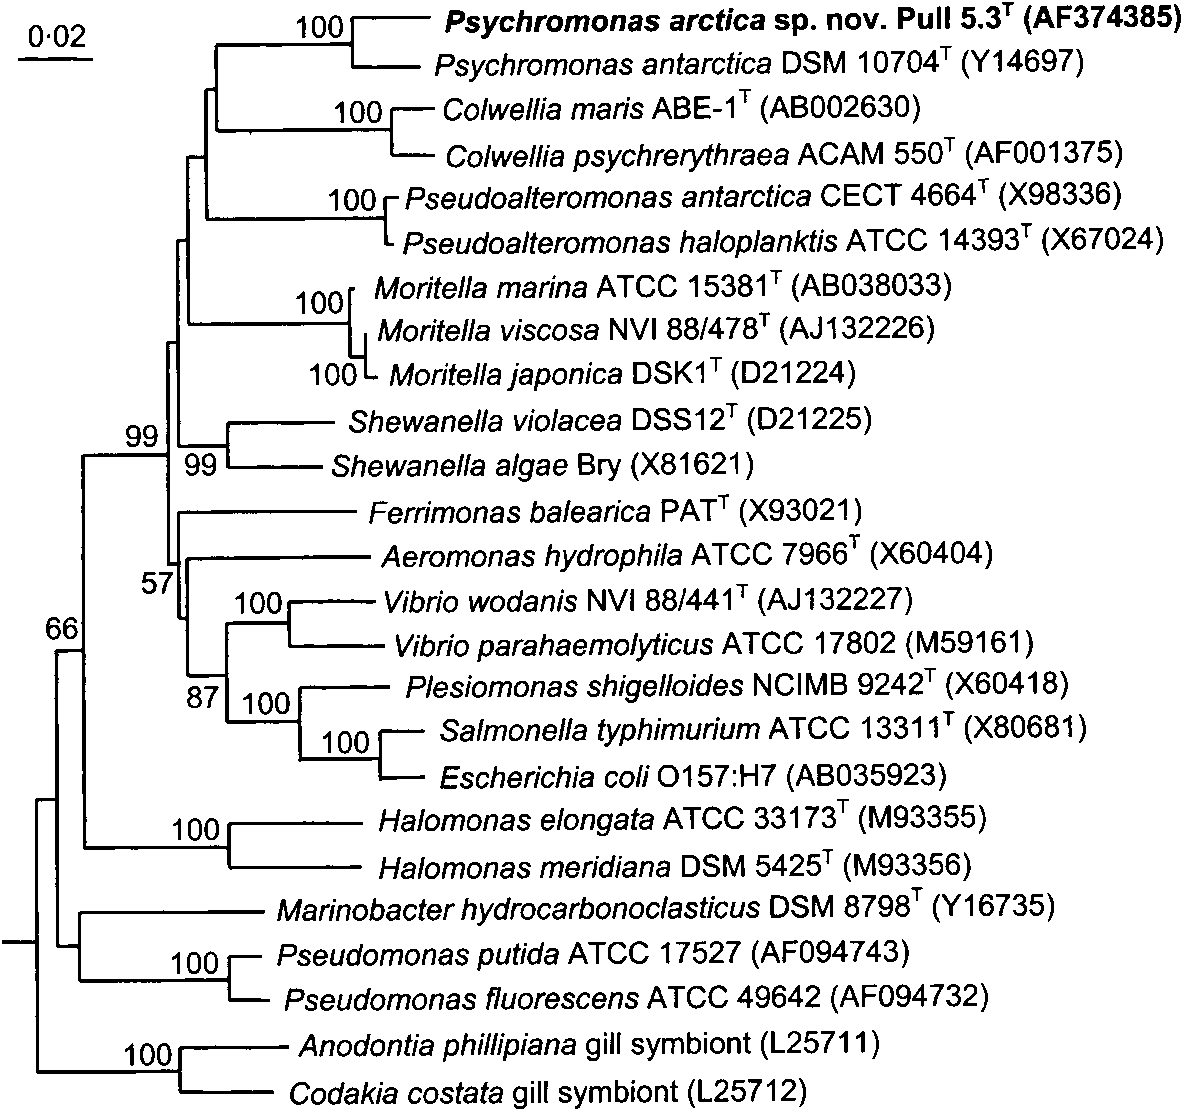 0·02
100
Psychromonas arctica sp. nov. Pull 5.3T (AF374385)
Psychromonas antarctica DSM 10704T (Y14697)
100
Colwellia maris ABE-1T (AB002630)
Colwellia psychrerythraea ACAM 550T (AF001375)
100
Pseudoalteromonas antarctica CECT 4664T (X98336)
Pseudoalteromonas haloplanktis ATCC 14393T (X67024)
100
Moritella marina ATCC 15381T (AB038033)
Moritella viscosa NVI 88/478T (AJ132226)
100
Moritella japonica DSK1T (D21224)
Shewanella violacea DSS12T (D21225)
99
99
Shewanella algae Bry (X81621)
Ferrimonas balearica PATT (X93021)
Aeromonas hydrophila ATCC 7966T (X60404)
57
100
Vibrio wodanis NVI 88/441T (AJ132227)
66
Vibrio parahaemolyticus ATCC 17802 (M59161)
87
100
Plesiomonas shigelloides NCIMB 9242T (X60418)
Salmonella typhimurium ATCC 13311T (X80681)
100
Escherichia coli O157:H7 (AB035923)
100
Halomonas elongata ATCC 33173T (M93355)
Halomonas meridiana DSM 5425T (M93356)
Marinobacter hydrocarbonoclasticus DSM 8798T (Y16735)
100
Pseudomonas putida ATCC 17527 (AF094743)
Pseudomonas fluorescens ATCC 49642 (AF094732)
100
Anodontia phillipiana gill symbiont (L25711)
Codakia costata gill symbiont (L25712)